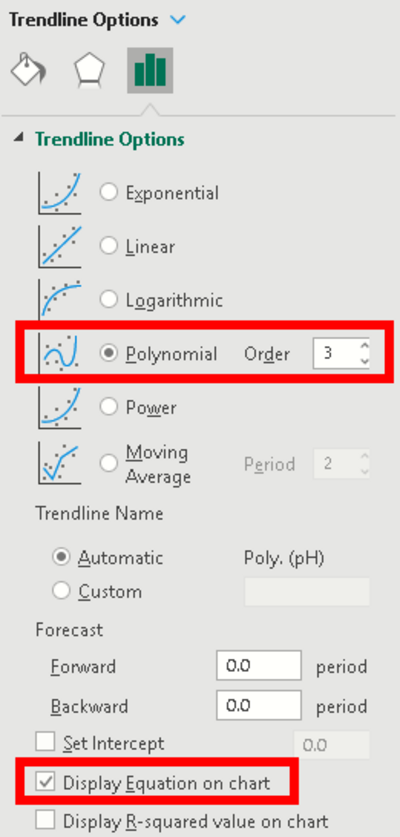 Trendline Options
Trendline Options
Exponential
Linear
Logarithmic
Polynomial Order 3
Power
Moving
Average Period 2
Trendline Name
Automatic Poly. (pH)
Custom
Forecast
Forward 0.0 period
Backward 0.0 period
Set Intercept 0.0
Display Equation on chart
Display R-squared value on chart